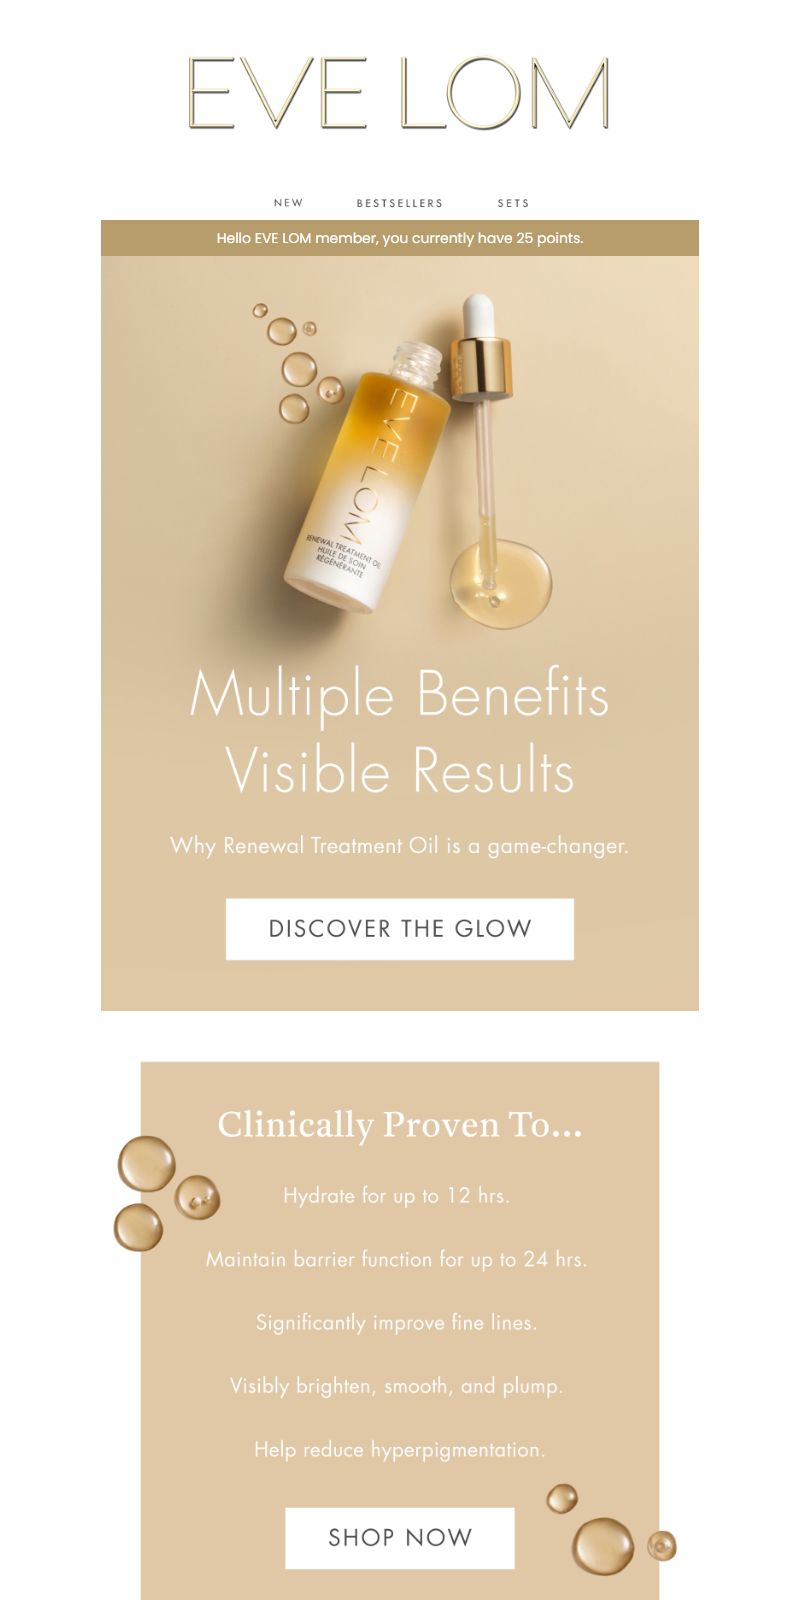 EVE LOM
NEW BESTSELLERS SETS
Hello EVE LOM member, you currently have 25 points.
EVE LOM
RENEWAL TREATMENT OIL
HUILE DE SOIN
RÉGÉNÉRANTE
Multiple Benefits
Visible Results
Why Renewal Treatment Oil is a game-changer.
DISCOVER THE GLOW
Clinically Proven To...
Hydrate for up to 12 hrs.
Maintain barrier function for up to 24 hrs.
Significantly improve fine lines.
Visibly brighten, smooth, and plump.
Help reduce hyperpigmentation.
SHOP NOW